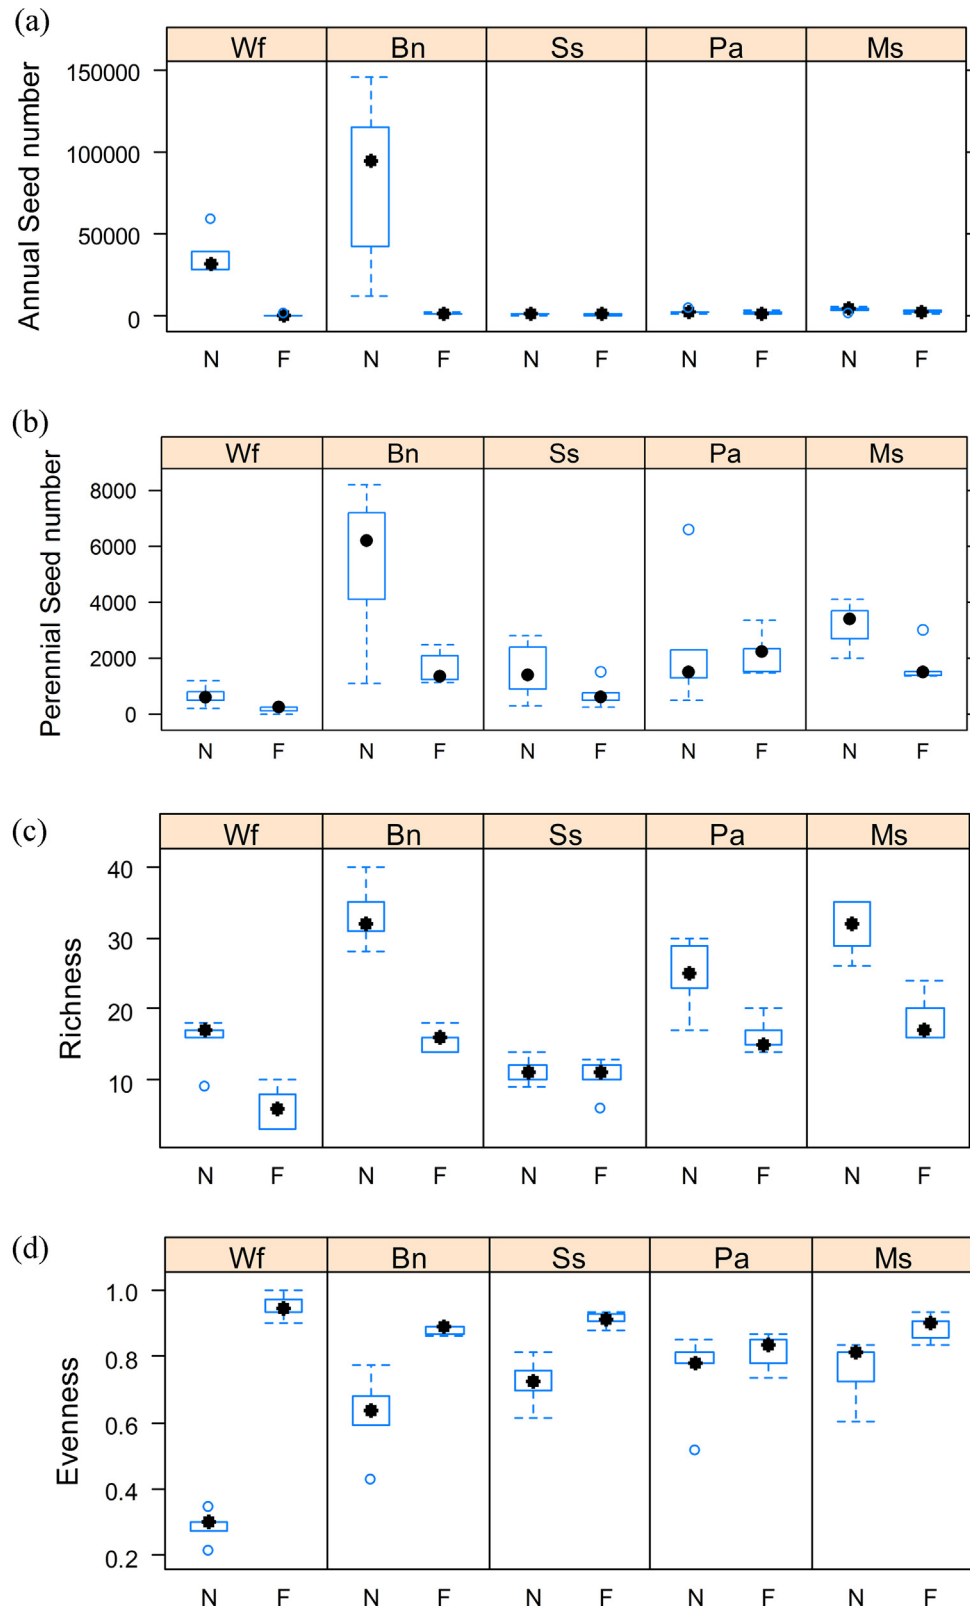 (a)
Wf Bn Ss Pa Ms
Annual Seed number
150000
100000
50000
0
N F N F N F N F N F
(b)
Wf Bn Ss Pa Ms
Perennial Seed number
8000
6000
4000
2000
0
N F N F N F N F N F
(c)
Wf Bn Ss Pa Ms
Richness
40
30
20
10
N F N F N F N F N F
(d)
Wf Bn Ss Pa Ms
Evenness
1.0
0.8
0.6
0.4
0.2
N F N F N F N F N F